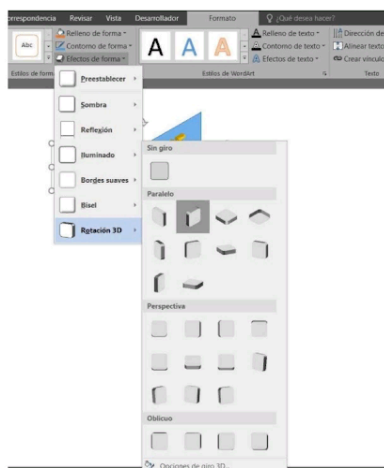 orrespondencia Revisar Vista Desarrollador Formato ¿Qué desea hacer?
Abc
Relleno de forma
Contorno de forma
Efectos de forma
A A A
Relleno de texto
Contorno de texto
Efectos de texto
Dirección de
Alinear texto
Crear vínculo
Estilos de form Estilos de WordArt Texto
Preestablecer
Sombra
Reflexión
Iluminado
Bordes suaves
Bisel
Rotación 3D
Sin giro
Paralelo
Perspectiva
Oblicuo
Opciones de giro 3D...